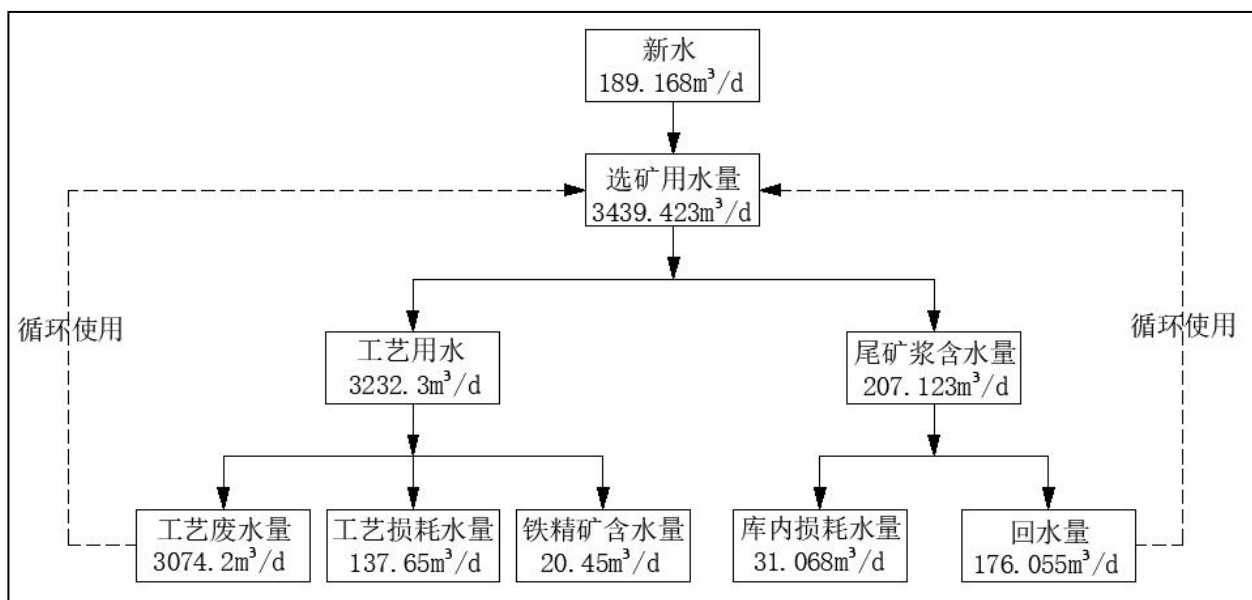 新水
189.168m³/d
选矿用水量
3439.423m³/d
循环使用
循环使用
工艺用水
3232.3m³/d
尾矿浆含水量
207.123m³/d
工艺废水量
3074.2m³/d
工艺损耗水量
137.65m³/d
铁精矿含水量
20.45m³/d
库内损耗水量
31.068m³/d
回水量
176.055m³/d